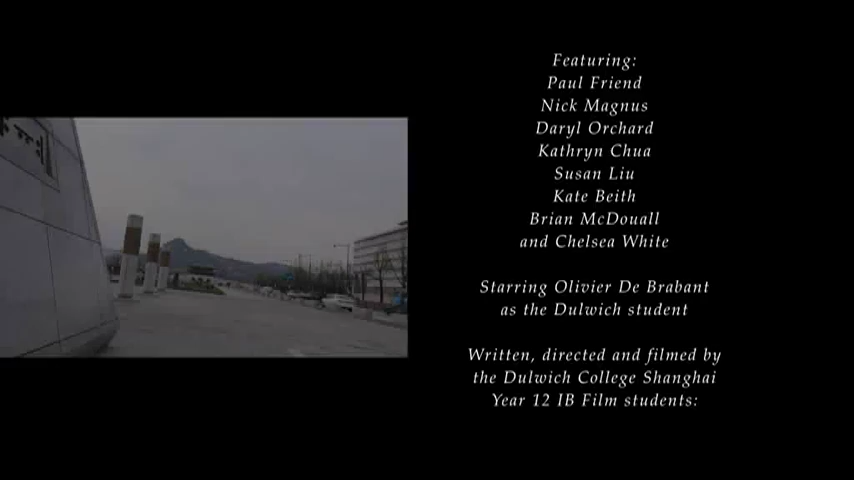 Featuring:
Paul Friend
Nick Magnus
Daryl Orchard
Kathryn Chua
Susan Liu
Kate Beith
Brian McDouall
and Chelsea White
Starring Olivier De Brabant
as the Dulwich student
Written, directed and filmed by
the Dulwich College Shanghai
Year 12 IB Film students: